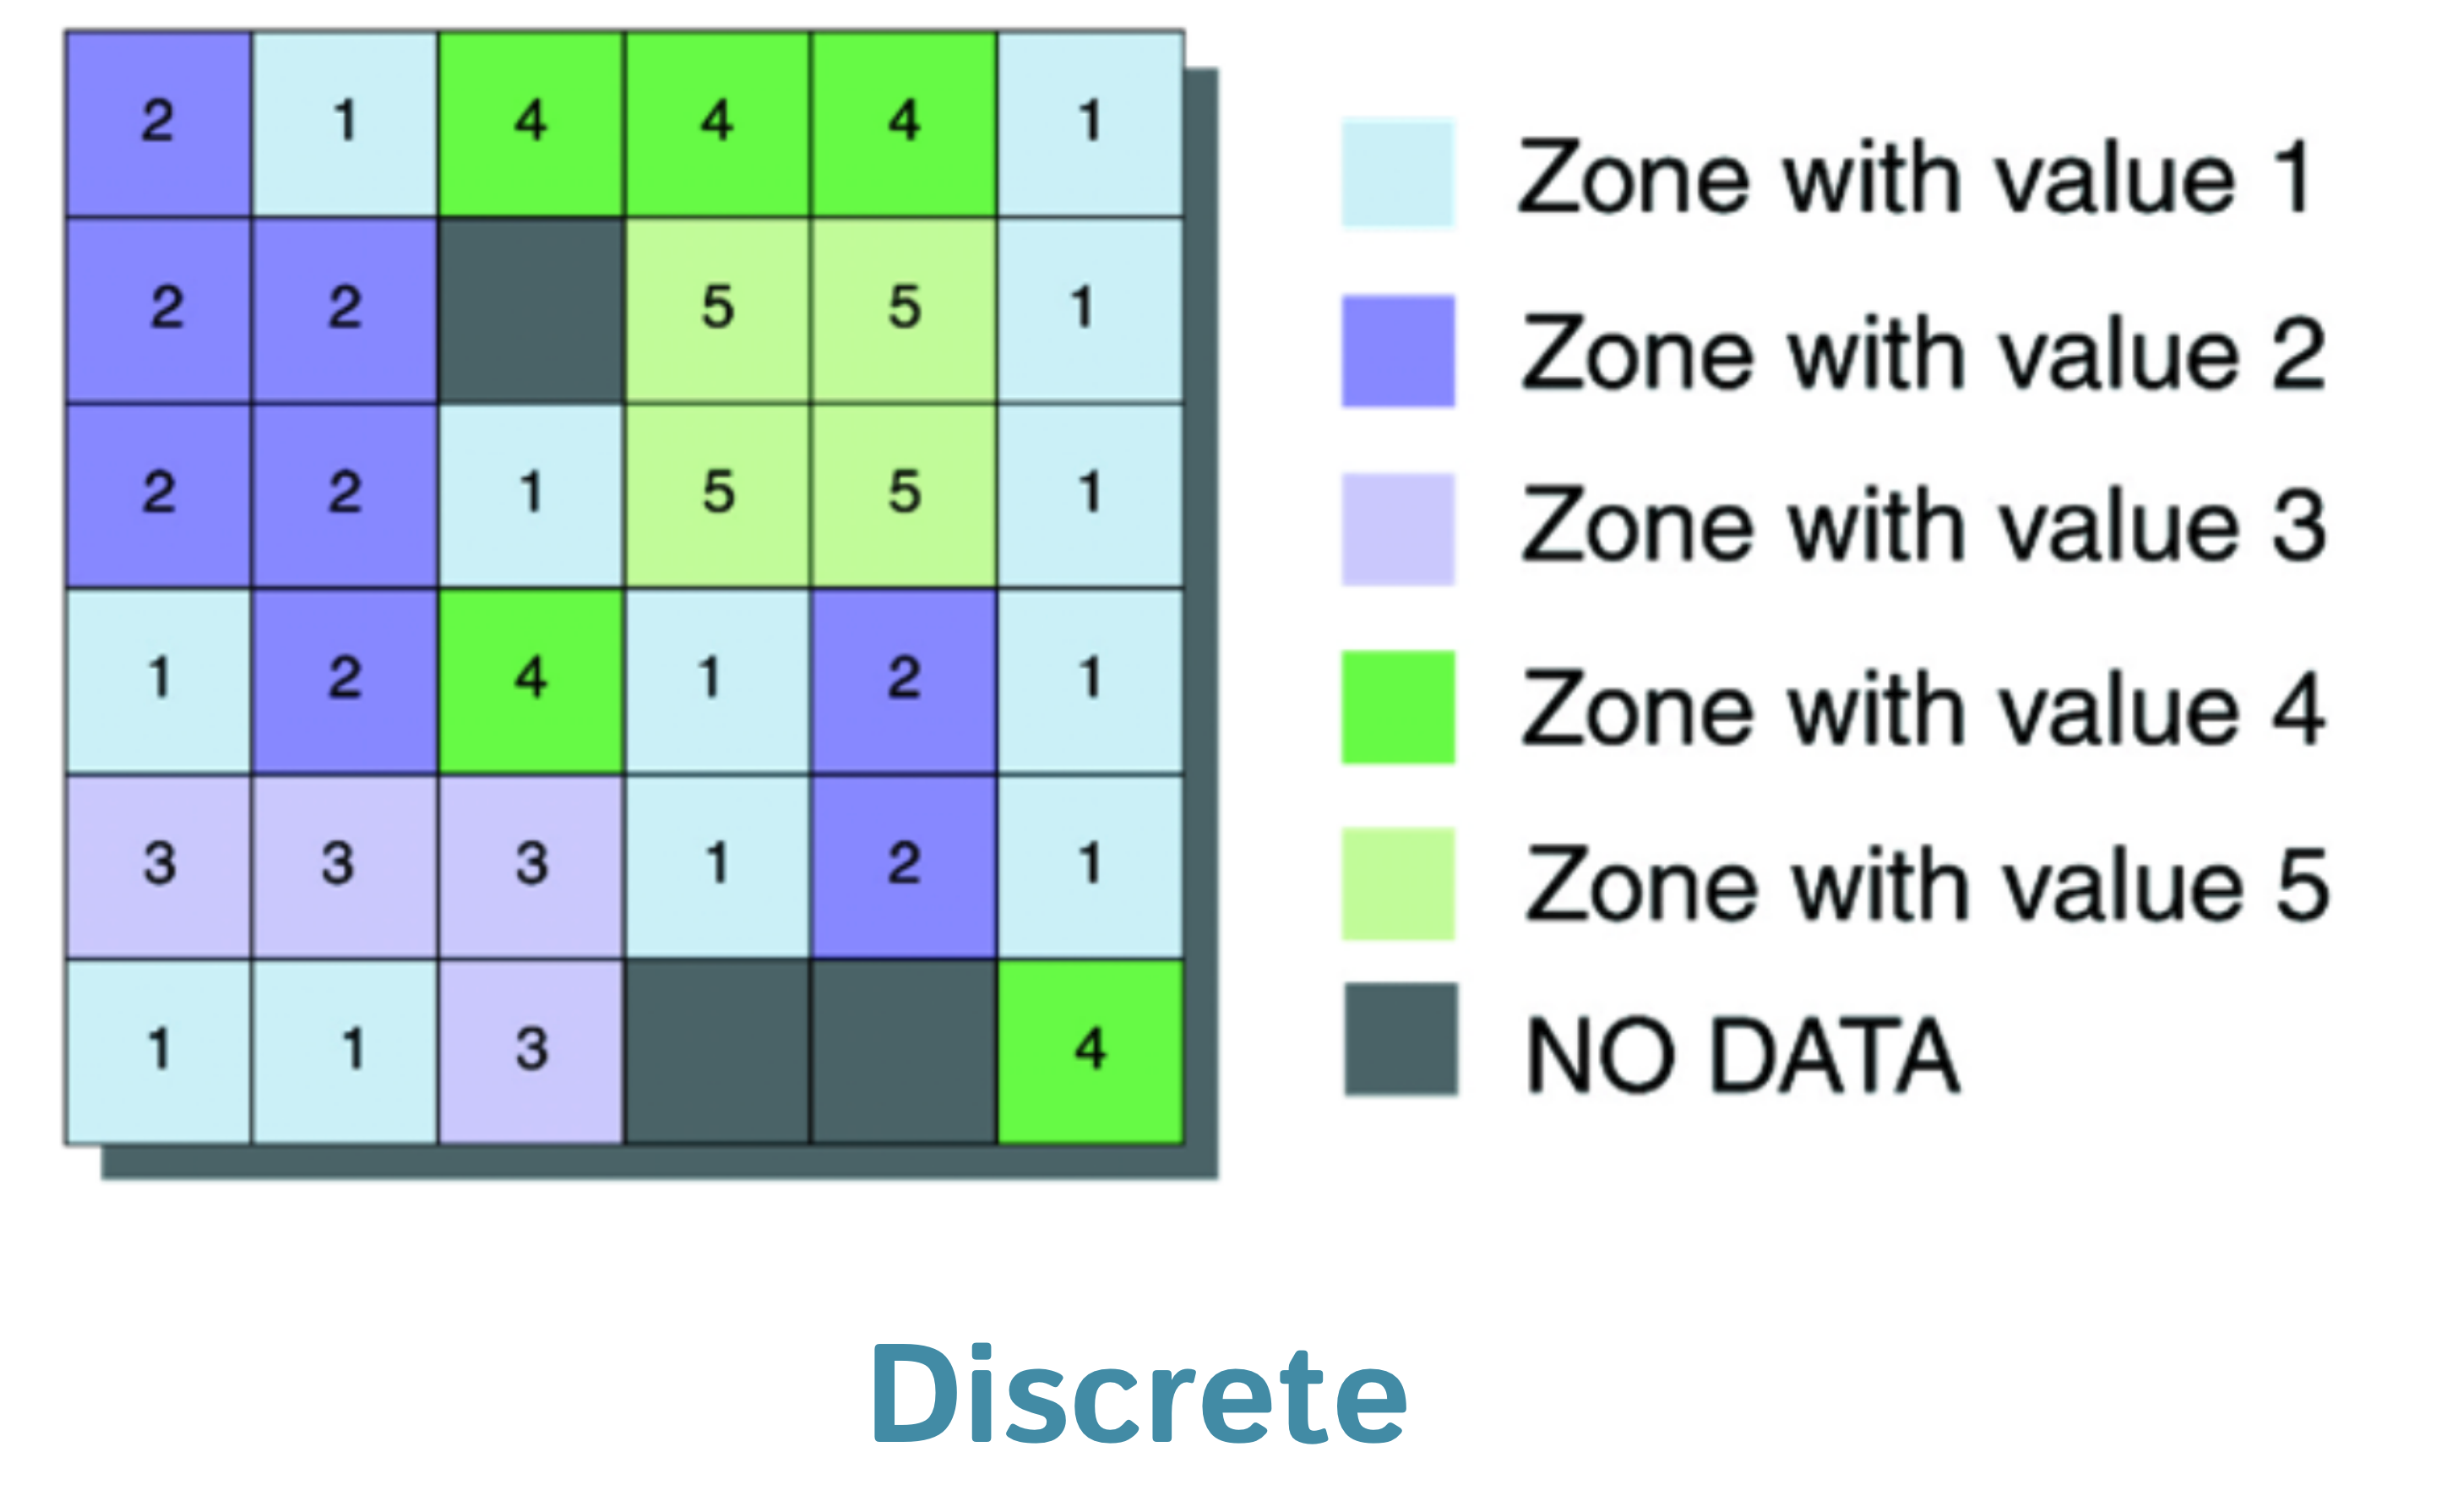 2 1 4 4 4 1
2 2 5 5 1
2 2 1 5 5 1
1 2 4 1 2 1
3 3 3 1 2 1
1 1 3 4
Zone with value 1
Zone with value 2
Zone with value 3
Zone with value 4
Zone with value 5
NO DATA
Discrete